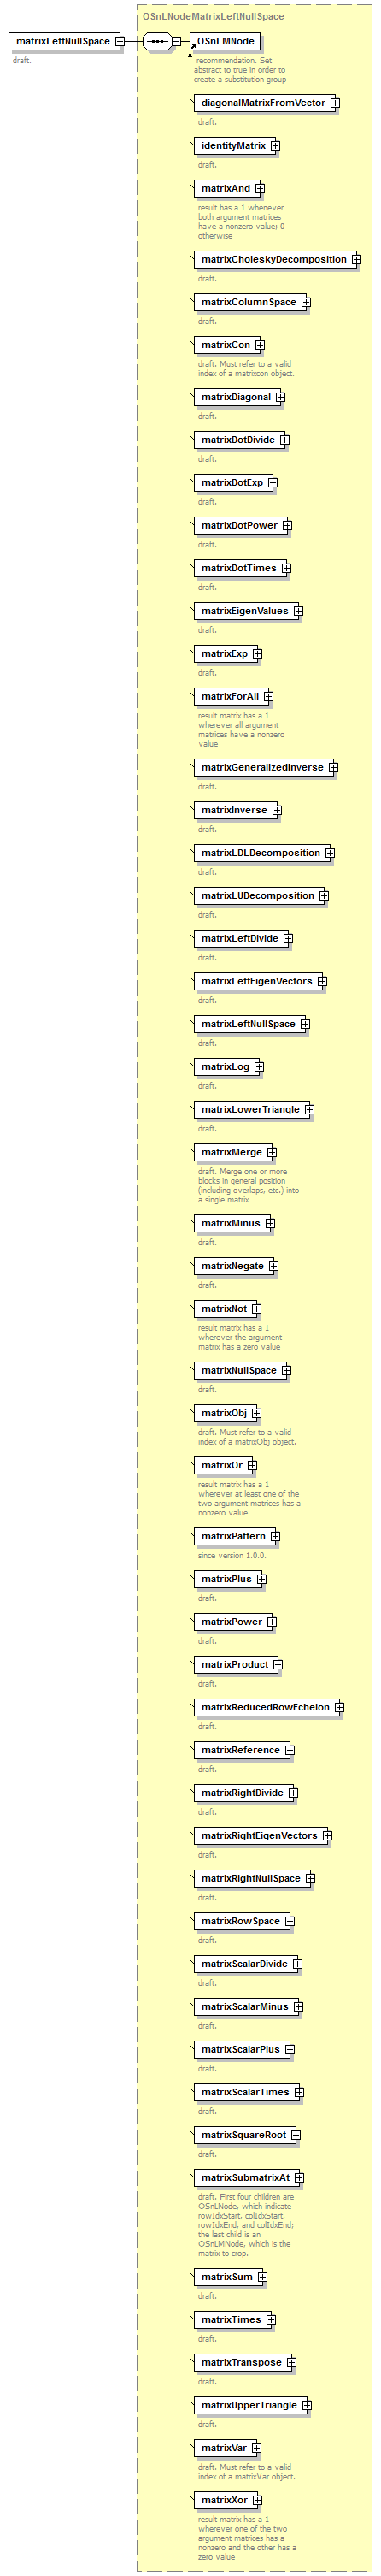 OSnLNodeMatrixLeftNullSpace
matrixLeftNullSpace
OSnLMNode
draft.
recommendation. Set
abstract to true in order to
create a substitution group
diagonalMatrixFromVector
draft.
identityMatrix
draft.
matrixAnd
result has a 1 whenever
both argument matrices
have a nonzero value; 0
otherwise
matrixCholeskyDecomposition
draft.
matrixColumnSpace
draft.
matrixCon
draft. Must refer to a valid
index of a matrixcon object.
matrixDiagonal
draft.
matrixDotDivide
draft.
matrixDotExp
draft.
matrixDotPower
draft.
matrixDotTimes
draft.
matrixEigenValues
draft.
matrixExp
draft.
matrixForAll
result matrix has a 1
wherever all argument
matrices have a nonzero
value
matrixGeneralizedInverse
draft.
matrixInverse
draft.
matrixLDLDecomposition
draft.
matrixLUDecomposition
draft.
matrixLeftDivide
draft.
matrixLeftEigenVectors
draft.
matrixLeftNullSpace
draft.
matrixLog
draft.
matrixLowerTriangle
draft.
matrixMerge
draft. Merge one or more
blocks in general position
(including overlaps, etc.) into
a single matrix
matrixMinus
draft.
matrixNegate
draft.
matrixNot
result matrix has a 1
wherever the argument
matrix has a zero value
matrixNullSpace
draft.
matrixObj
draft. Must refer to a valid
index of a matrixObj object.
matrixOr
result matrix has a 1
wherever at least one of the
two argument matrices has a
nonzero value
matrixPattern
since version 1.0.0.
matrixPlus
draft.
matrixPower
draft.
matrixProduct
draft.
matrixReducedRowEchelon
draft.
matrixReference
draft.
matrixRightDivide
draft.
matrixRightEigenVectors
draft.
matrixRightNullSpace
draft.
matrixRowSpace
draft.
matrixScalarDivide
draft.
matrixScalarMinus
draft.
matrixScalarPlus
draft.
matrixScalarTimes
draft.
matrixSquareRoot
draft.
matrixSubmatrixAt
draft. First four children are
OSnLNode, which indicate
rowIdxStart, colIdxStart,
rowIdxEnd, and colIdxEnd;
the last child is an
OSnLMNode, which is the
matrix to crop.
matrixSum
draft.
matrixTimes
draft.
matrixTranspose
draft.
matrixUpperTriangle
draft.
matrixVar
draft. Must refer to a valid
index of a matrixVar object.
matrixXor
result matrix has a 1
wherever one of the two
argument matrices has a
nonzero and the other has a
zero value